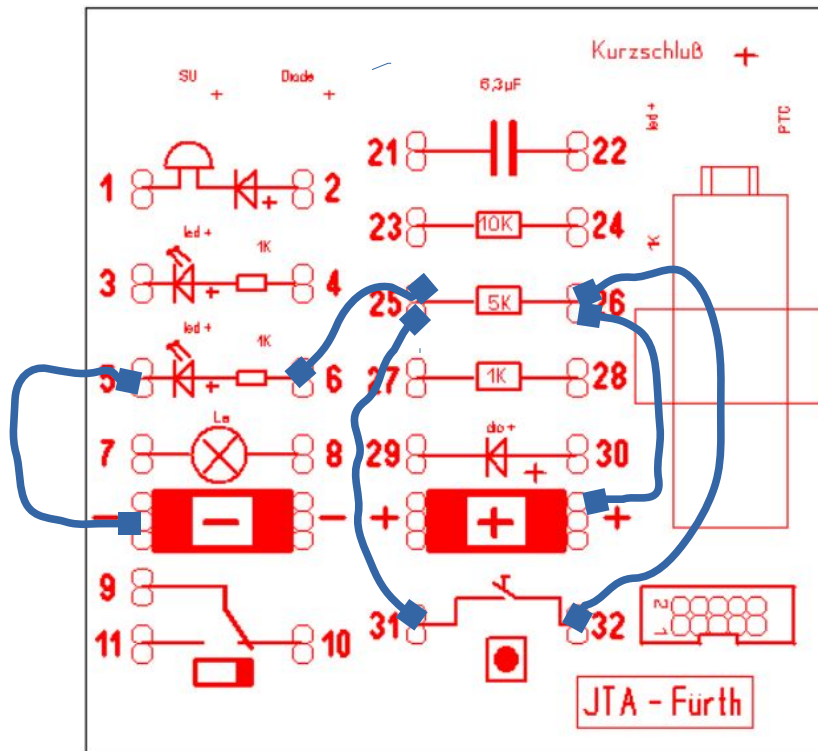 Kurzschluß +
SU + Diode +
6,3µF
led + PTC
21 22
1 + 2
23 10K 24
led + 1K
1K
3 + 4
25 5K 26
led + 1K
5 + 6
27 1K 28
La
dio +
7 8 29 + 30
- - - + + +
9
T
31 32
11 10
2
1
JTA - Fürth